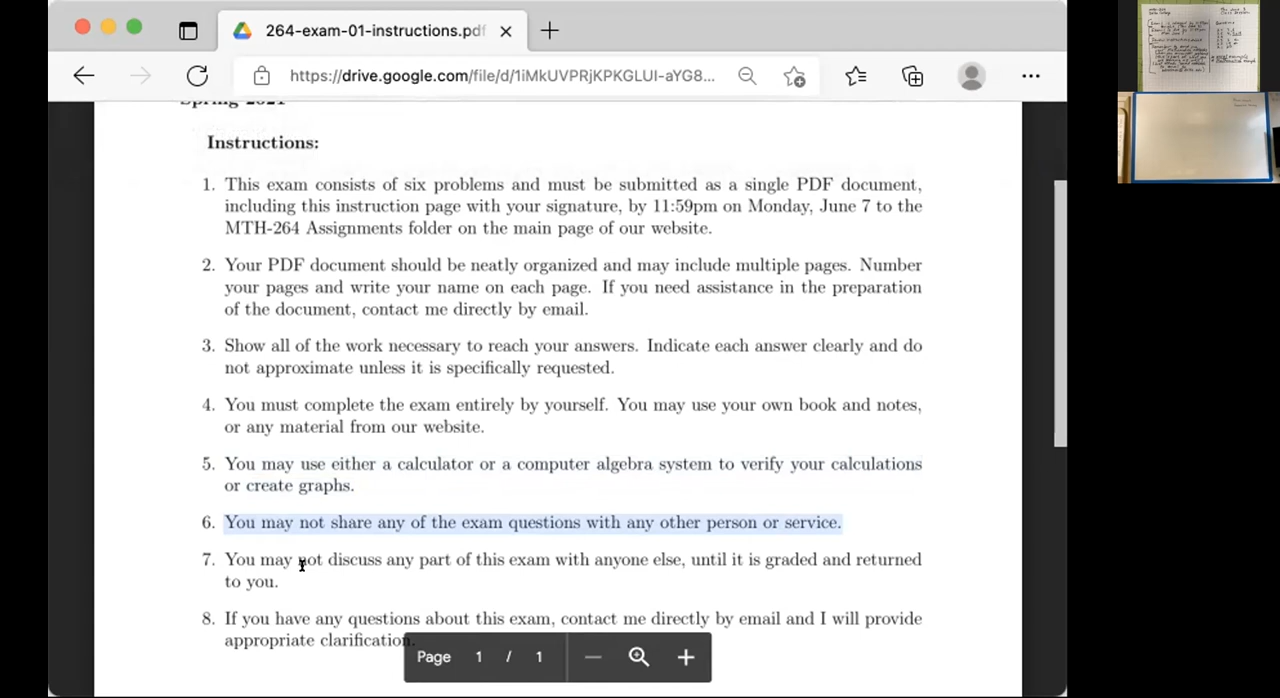 264-exam-01-instructions.pdf
https://drive.google.com/file/d/1iMkUVPRjKPKGLUI-aYG8...
Spring 2021
Instructions:
1. This exam consists of six problems and must be submitted as a single PDF document,
including this instruction page with your signature, by 11:59pm on Monday, June 7 to the
MTH-264 Assignments folder on the main page of our website.
2. Your PDF document should be neatly organized and may include multiple pages. Number
your pages and write your name on each page. If you need assistance in the preparation
of the document, contact me directly by email.
3. Show all of the work necessary to reach your answers. Indicate each answer clearly and do
not approximate unless it is specifically requested.
4. You must complete the exam entirely by yourself. You may use your own book and notes,
or any material from our website.
5. You may use either a calculator or a computer algebra system to verify your calculations
or create graphs.
6. You may not share any of the exam questions with any other person or service.
7. You may not discuss any part of this exam with anyone else, until it is graded and returned
to you.
8. If you have any questions about this exam, contact me directly by email and I will provide
appropriate clarification.
Page 1 / 1